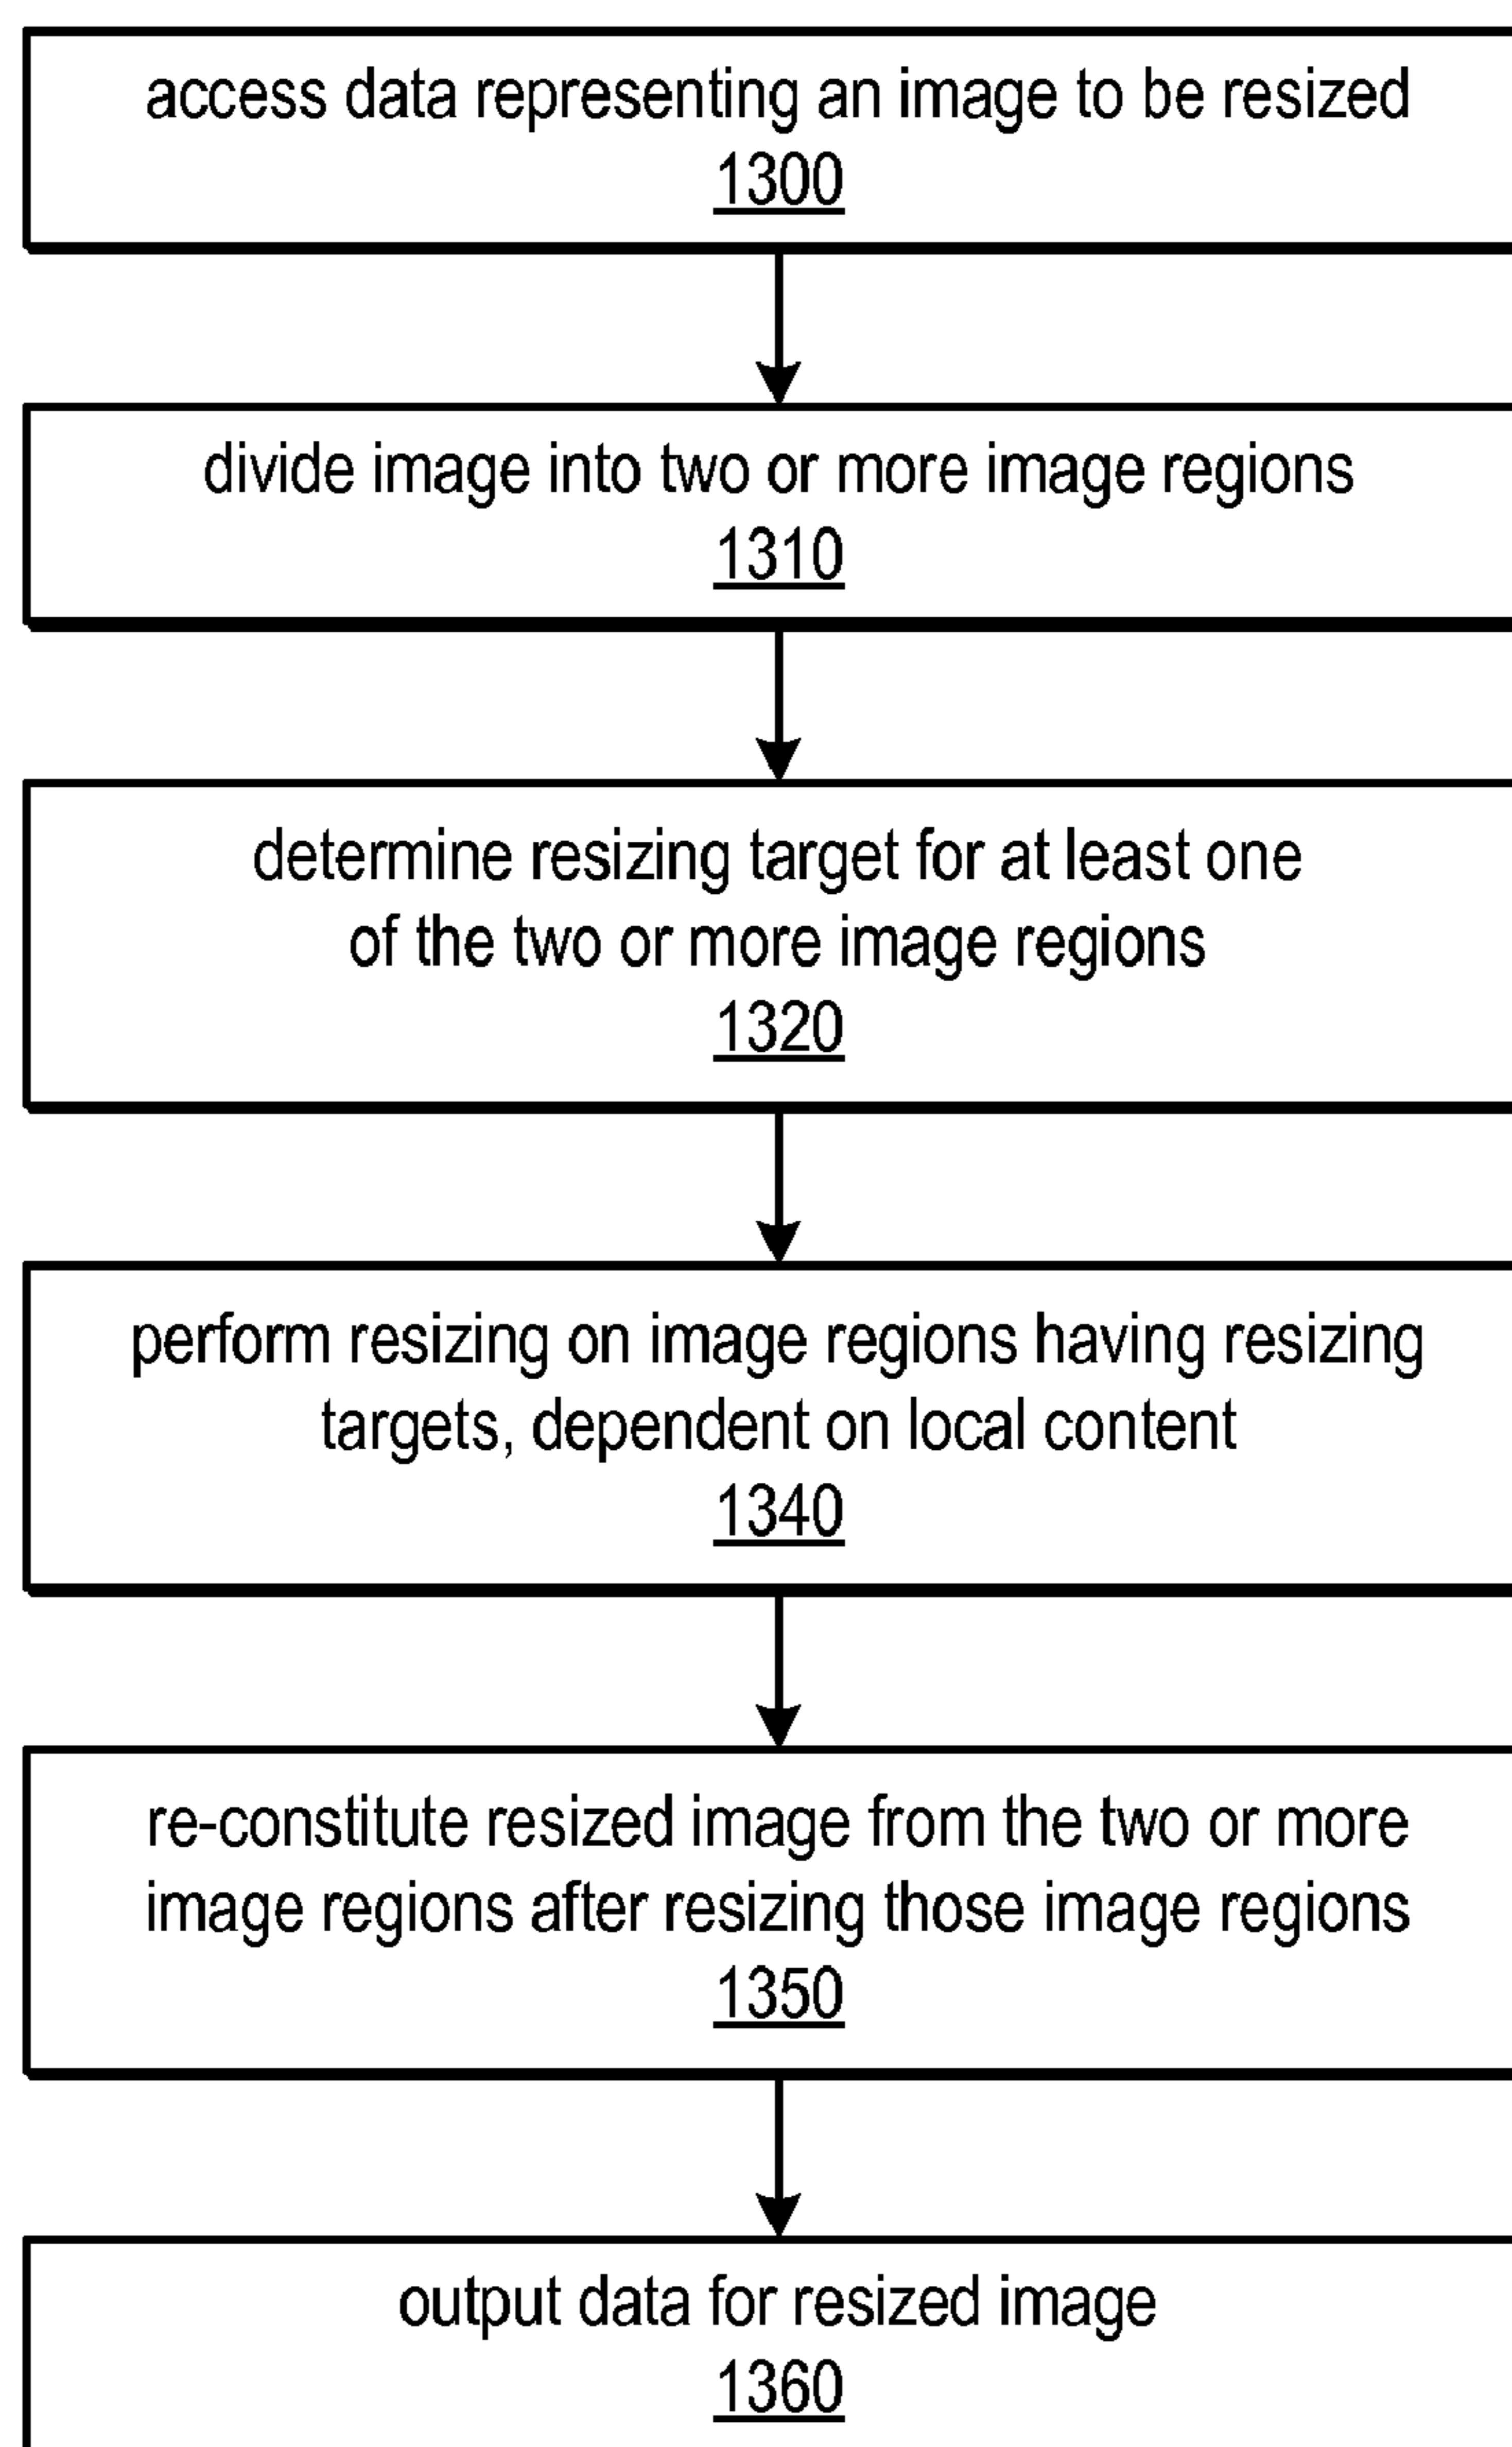 access data representing an image to be resized
1300
divide image into two or more image regions
1310
determine resizing target for at least one
of the two or more image regions
1320
perform resizing on image regions having resizing
targets, dependent on local content
1340
re-constitute resized image from the two or more
image regions after resizing those image regions
1350
output data for resized image
1360